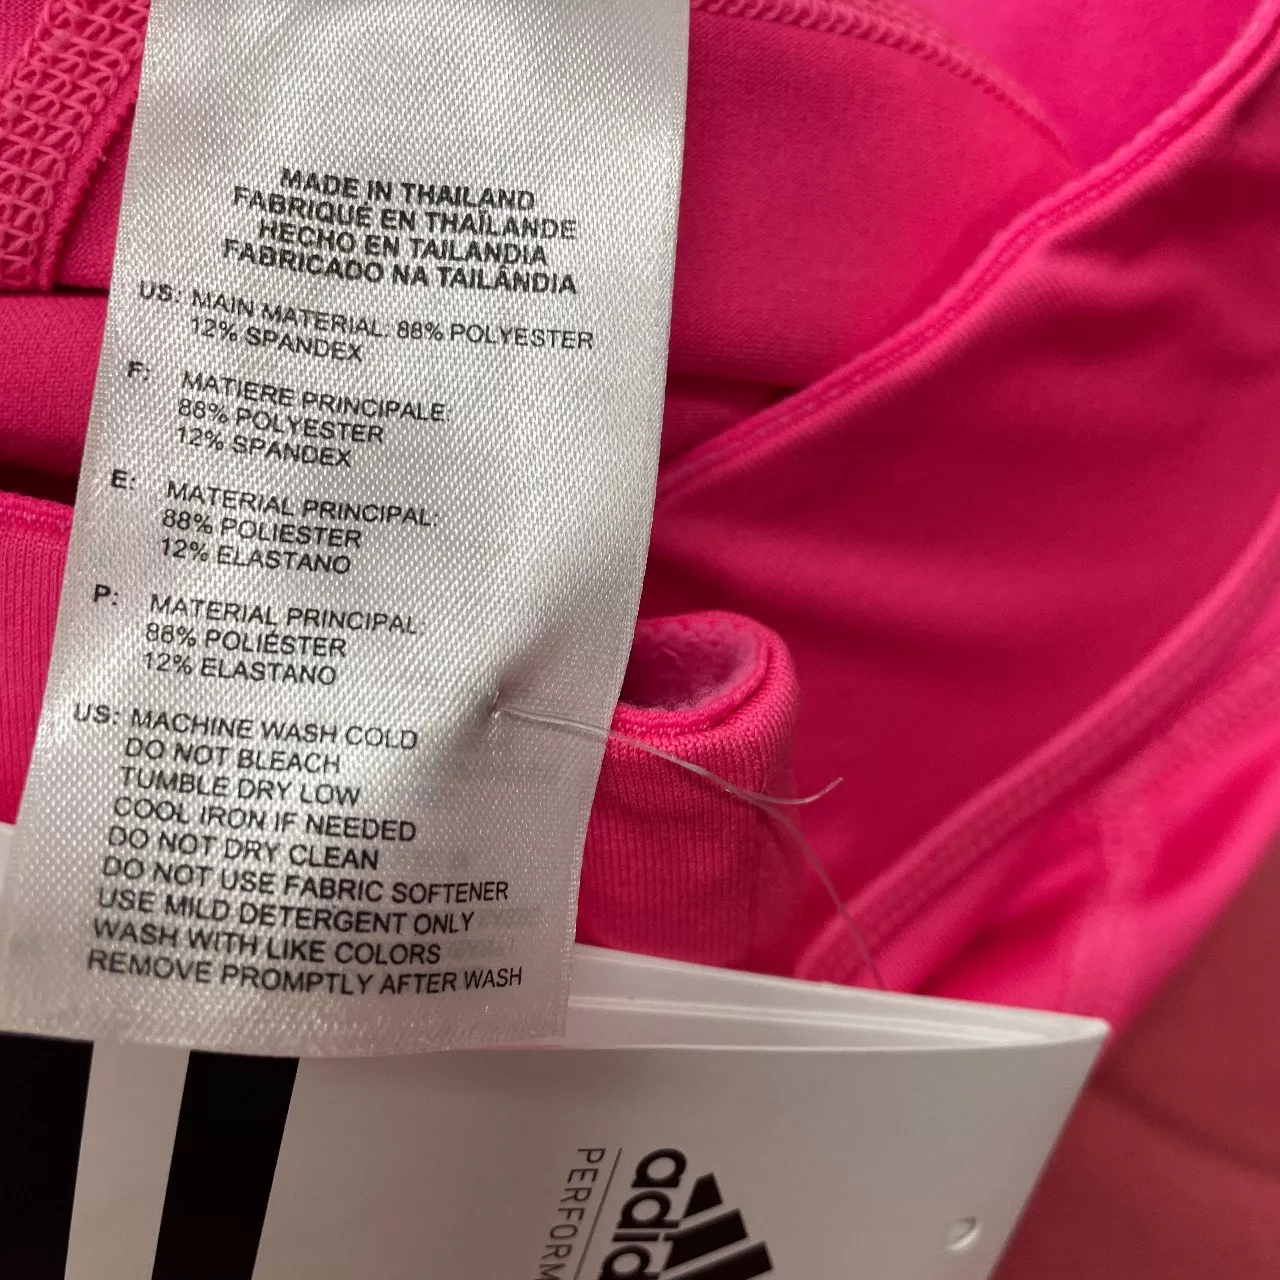 MADE IN THAILAND
FABRIQUÉ EN THAÏLANDE
HECHO EN TAILANDIA
FABRICADO NA TAILÂNDIA
US: MAIN MATERIAL: 88% POLYESTER
12% SPANDEX
F: MATIERE PRINCIPALE:
88% POLYESTER
12% SPANDEX
E: MATERIAL PRINCIPAL:
88% POLIESTER
12% ELASTANO
P: MATERIAL PRINCIPAL:
88% POLIÉSTER
12% ELASTANO
US: MACHINE WASH COLD
DO NOT BLEACH
TUMBLE DRY LOW
COOL IRON IF NEEDED
DO NOT DRY CLEAN
DO NOT USE FABRIC SOFTENER
USE MILD DETERGENT ONLY
WASH WITH LIKE COLORS
REMOVE PROMPTLY AFTER WASH
adid
PERFORM